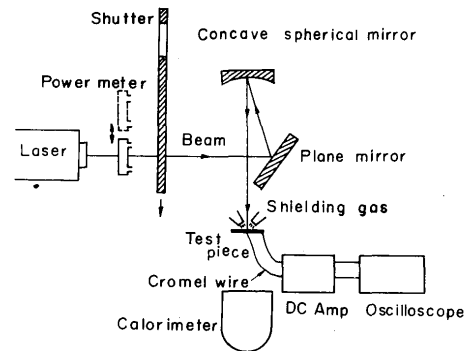 Shutter
Concave spherical mirror
Power meter
Laser
Beam
Plane mirror
Shielding gas
Test
piece
Cromel wire
DC Amp
Oscilloscope
Calorimeter